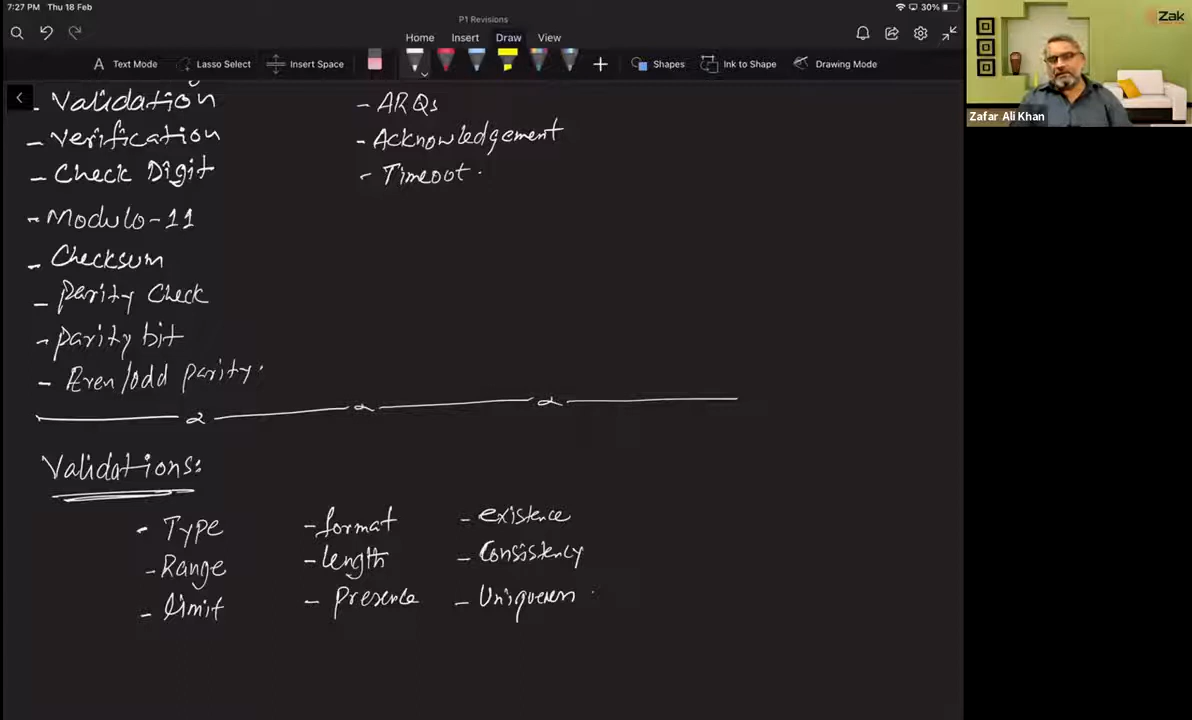 7:27 PM Thu 18 Feb
30%
P1 Revisions
Home Insert Draw View
Text Mode Lasso Select Insert Space Shapes Ink to Shape Drawing Mode
Zak
Zafar Ali Khan
- Validation
- Verification
- Check Digit
- Modulo-11
- Checksum
- Parity Check
- Parity bit
- Even/odd parity.
- ARQs
- Acknowledgement
- Timeout.
Validations:
- Type
- Range
- limit
- format
- length
- Presence
- existence
- Consistency
- Uniqueness